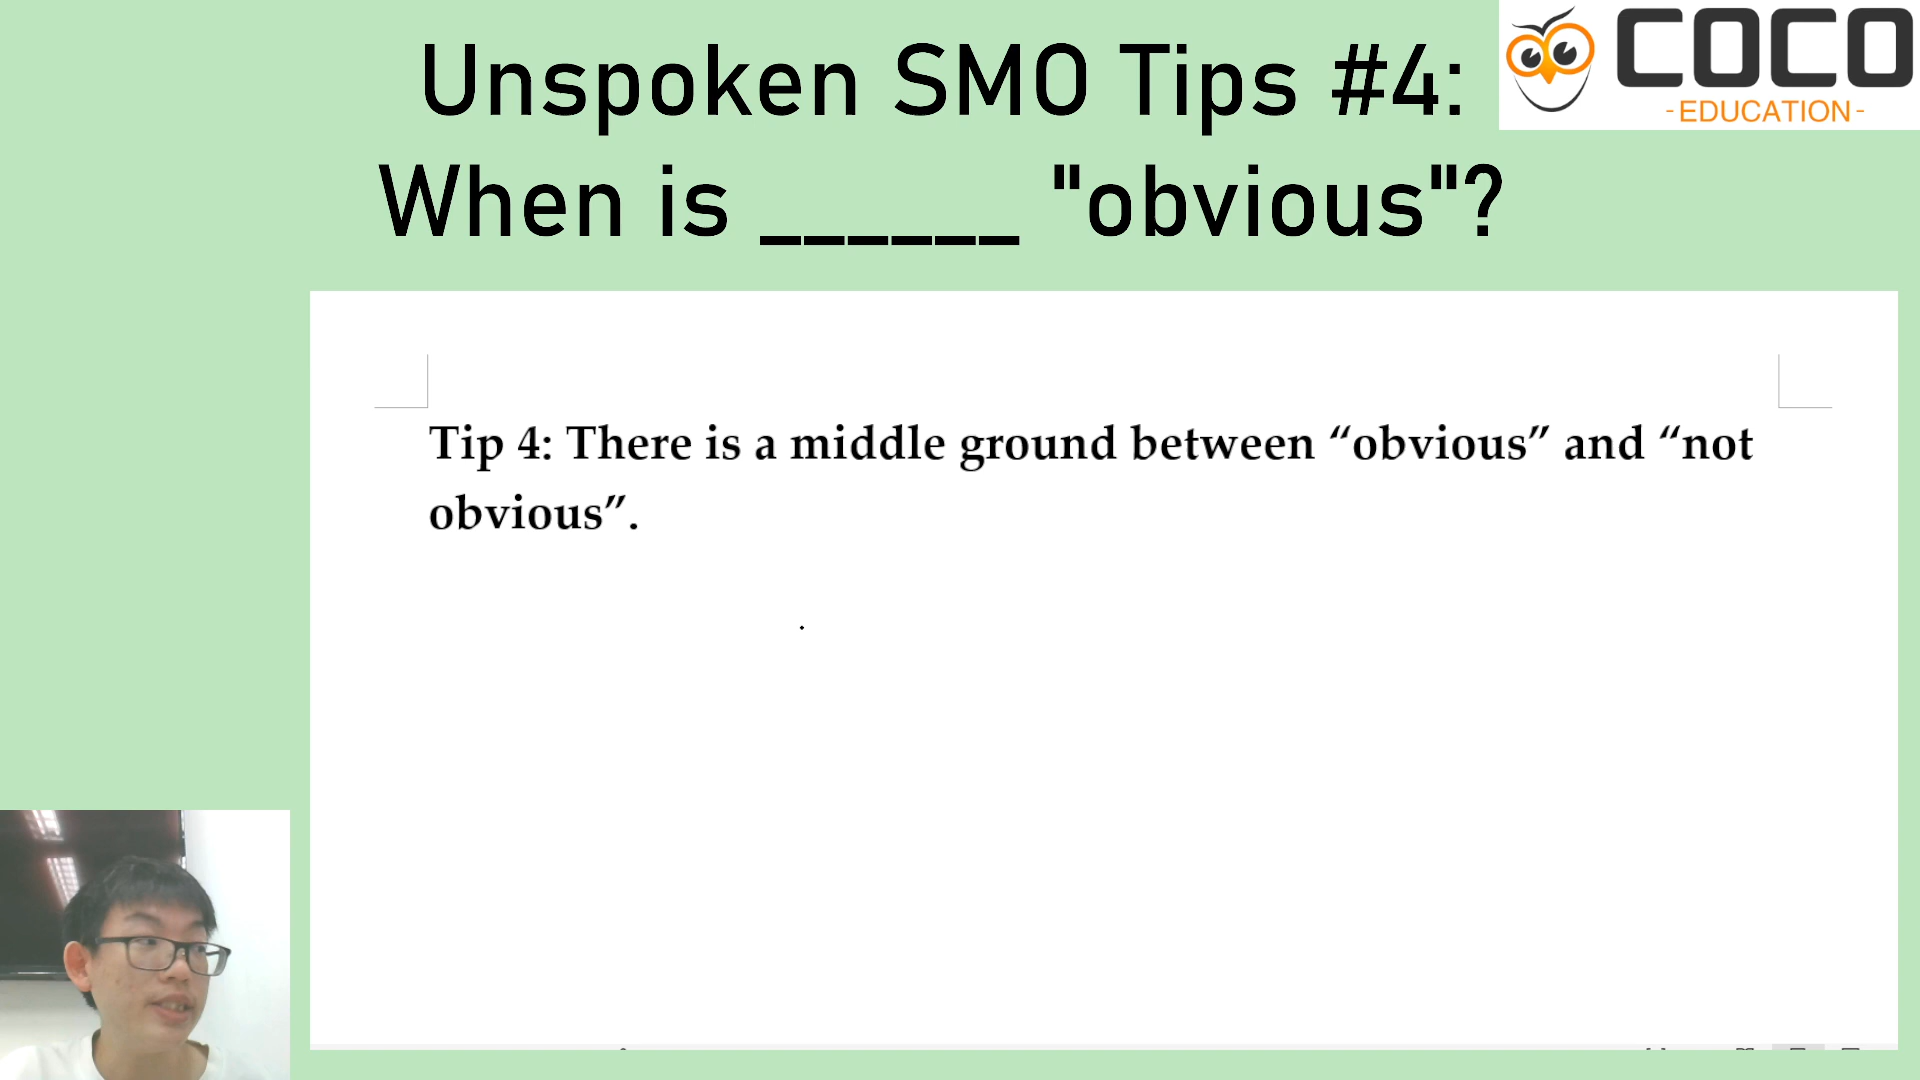 Unspoken SMO Tips #4:
When is ______ "obvious"?
COCO
-EDUCATION-
Tip 4: There is a middle ground between “obvious” and “not
obvious”.